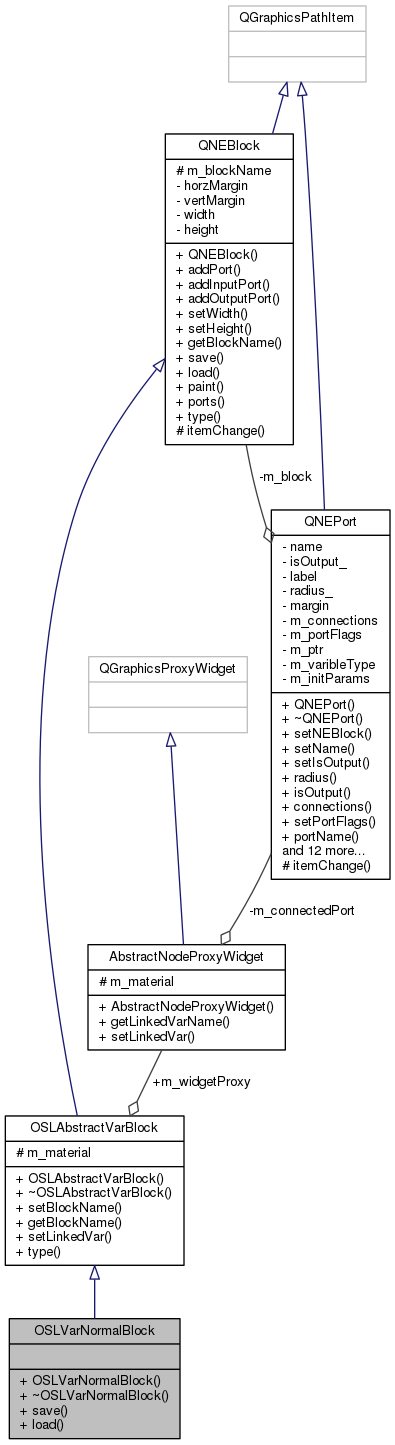 QGraphicsPathItem
QNEBlock
# m_blockName
- horzMargin
- vertMargin
- width
- height
+ QNEBlock()
+ addPort()
+ addInputPort()
+ addOutputPort()
+ setWidth()
+ setHeight()
+ getBlockName()
+ save()
+ load()
+ paint()
+ ports()
+ type()
# itemChange()
-m_block
QNEPort
- name
- isOutput_
- label
- radius_
- margin
- m_connections
- m_portFlags
- m_ptr
- m_varibleType
- m_initParams
+ QNEPort()
+ ~QNEPort()
+ setNEBlock()
+ setName()
+ setIsOutput()
+ radius()
+ isOutput()
+ connections()
+ setPortFlags()
+ portName()
and 12 more...
# itemChange()
QGraphicsProxyWidget
-m_connectedPort
AbstractNodeProxyWidget
# m_material
+ AbstractNodeProxyWidget()
+ getLinkedVarName()
+ setLinkedVar()
+m_widgetProxy
OSLAbstractVarBlock
# m_material
+ OSLAbstractVarBlock()
+ ~OSLAbstractVarBlock()
+ setBlockName()
+ getBlockName()
+ setLinkedVar()
+ type()
OSLVarNormalBlock
+ OSLVarNormalBlock()
+ ~OSLVarNormalBlock()
+ save()
+ load()